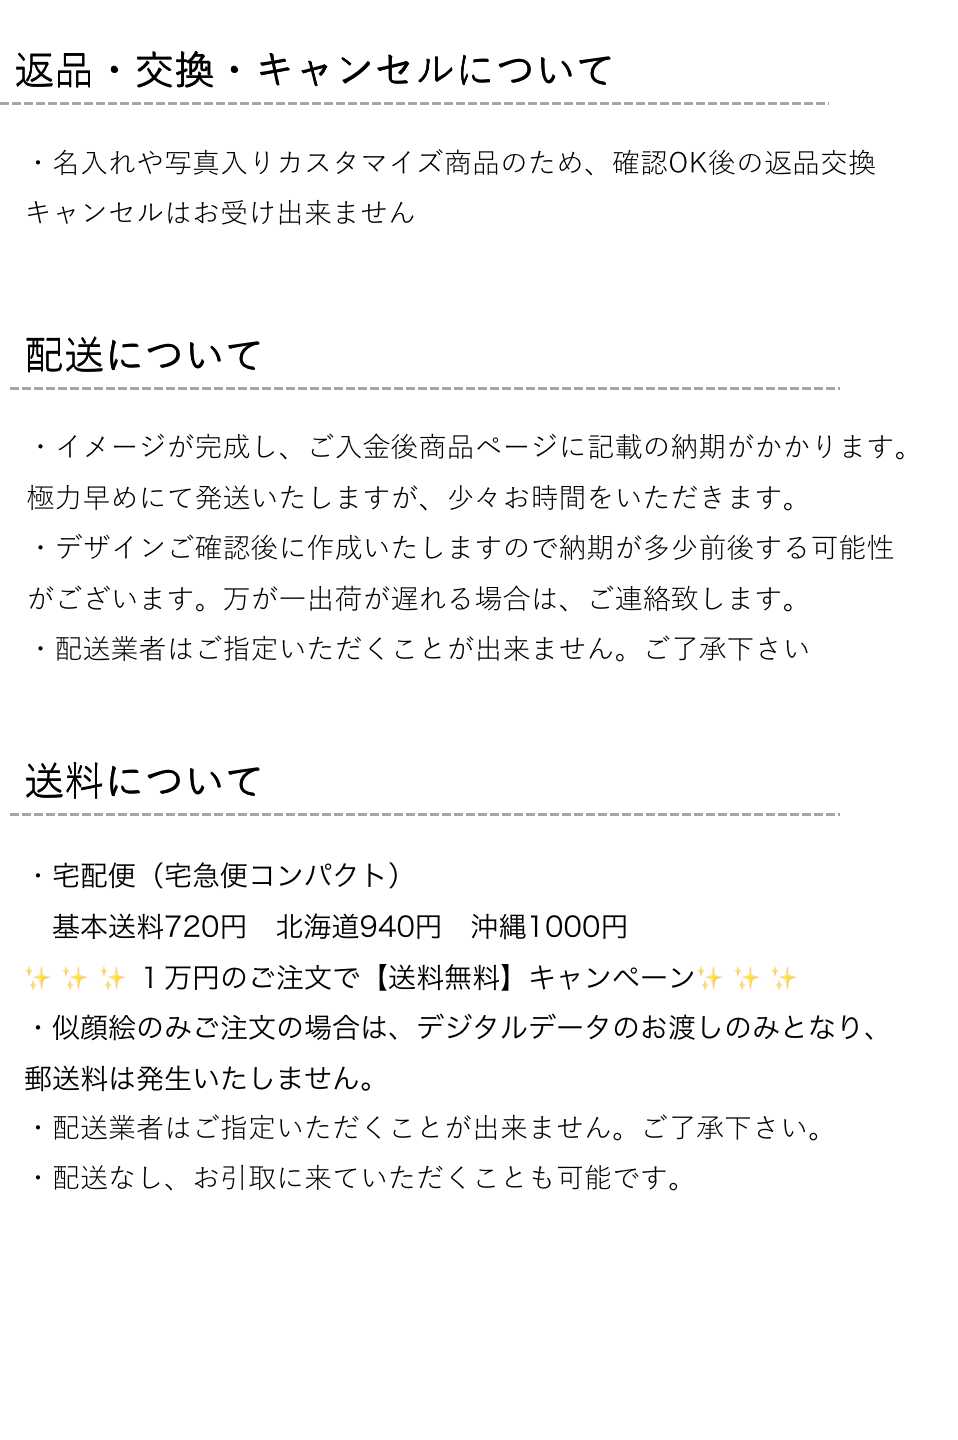 返品・交換・キャンセルについて
・名入れや写真入りカスタマイズ商品のため、確認OK後の返品交換
キャンセルはお受け出来ません
配送について
・イメージが完成し、ご入金後商品ページに記載の納期がかかります。
極力早めにて発送いたしますが、少々お時間をいただきます。
・デザインご確認後に作成いたしますので納期が多少前後する可能性
がございます。万が一出荷が遅れる場合は、ご連絡致します。
・配送業者はご指定いただくことが出来ません。ご了承下さい
送料について
・宅配便（宅急便コンパクト）
　基本送料720円　北海道940円　沖縄1000円
✨✨✨１万円のご注文で【送料無料】キャンペーン✨✨✨
・似顔絵のみご注文の場合は、デジタルデータのお渡しのみとなり、
郵送料は発生いたしません。
・配送業者はご指定いただくことが出来ません。ご了承下さい。
・配送なし、お引取に来ていただくことも可能です。